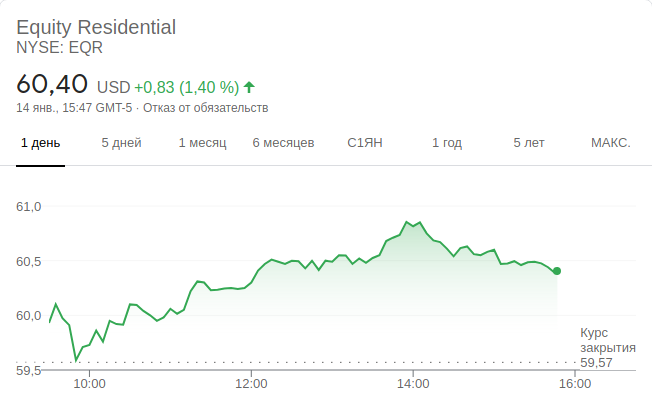 Equity Residential
NYSE: EQR
60,40 USD +0,83 (1,40 %)
14 янв., 15:47 GMT-5 · Отказ от обязательств
1 день 5 дней 1 месяц 6 месяцев С1ЯН 1 год 5 лет МАКС.
61,0
60,5
60,0
Курс
закрытия
59,57
59,5
10:00 12:00 14:00 16:00